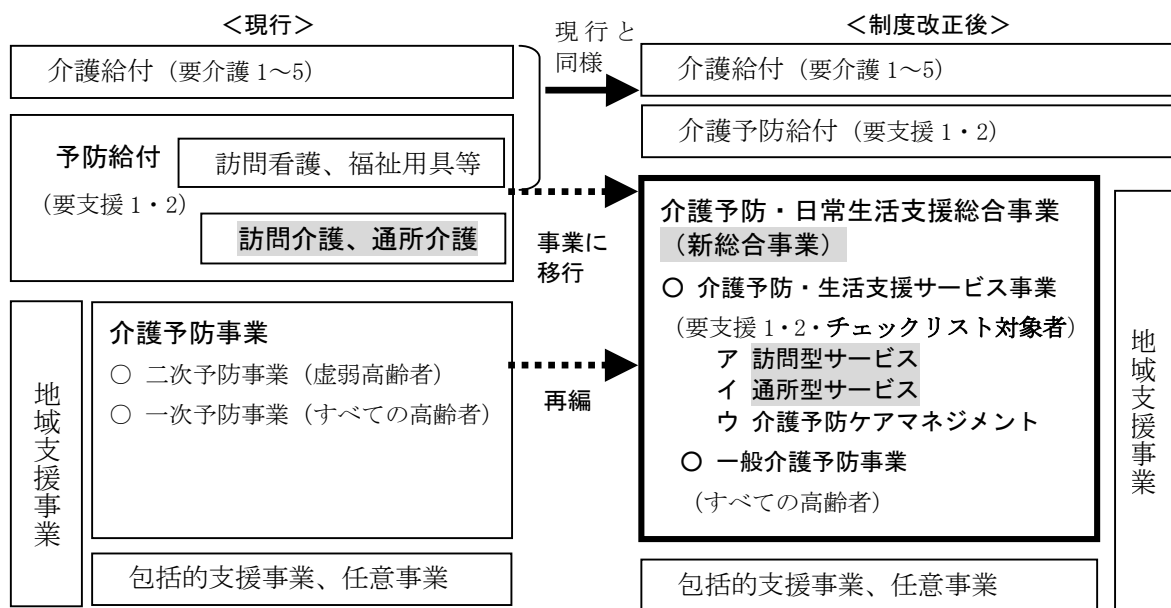 ＜現行＞
介護給付（要介護 1～5）
予防給付
（要支援 1・2）
訪問看護、福祉用具等
訪問介護、通所介護
地域支援事業
介護予防事業
○ 二次予防事業（虚弱高齢者）
○ 一次予防事業（すべての高齢者）
包括的支援事業、任意事業
現行と
同様
事業に
移行
再編
＜制度改正後＞
介護給付（要介護 1～5）
介護予防給付（要支援 1・2）
介護予防・日常生活支援総合事業
（新総合事業）
○ 介護予防・生活支援サービス事業
（要支援 1・2・チェックリスト対象者）
ア 訪問型サービス
イ 通所型サービス
ウ 介護予防ケアマネジメント
○ 一般介護予防事業
（すべての高齢者）
包括的支援事業、任意事業
地域支援事業